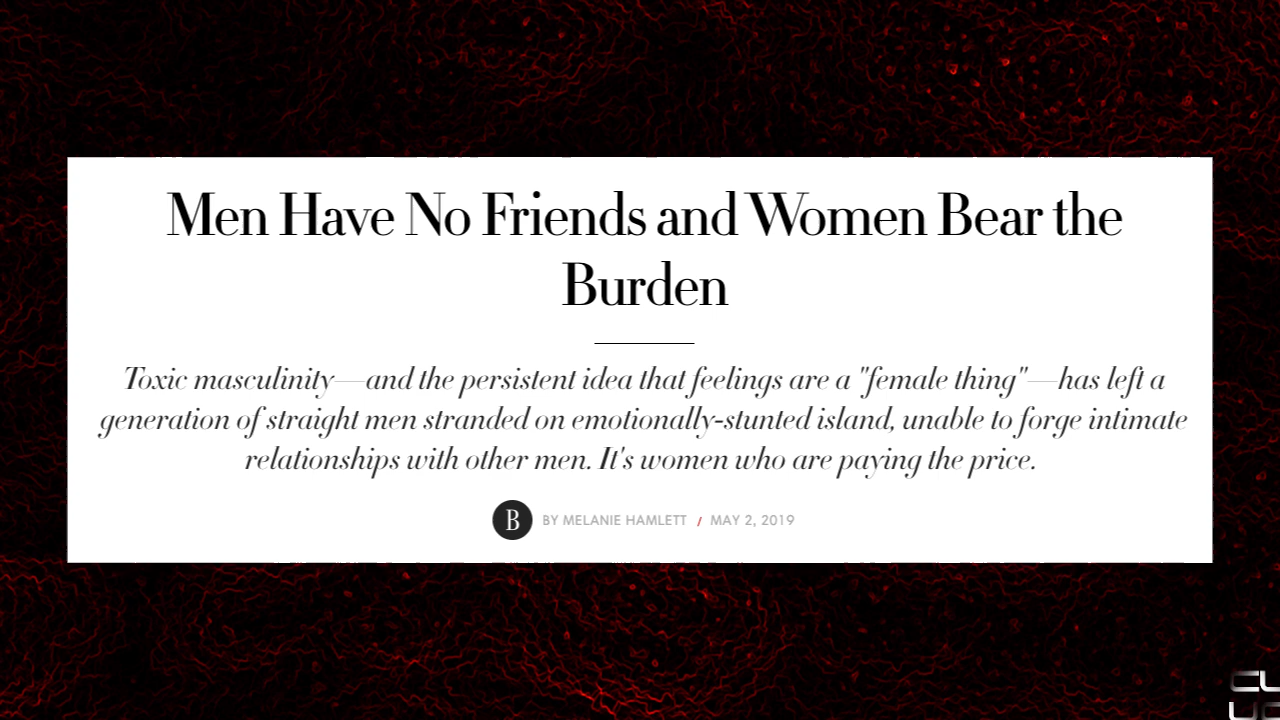 Men Have No Friends and Women Bear the
Burden
Toxic masculinity—and the persistent idea that feelings are a "female thing"—has left a
generation of straight men stranded on emotionally-stunted island, unable to forge intimate
relationships with other men. It's women who are paying the price.
B BY MELANIE HAMLETT / MAY 2, 2019